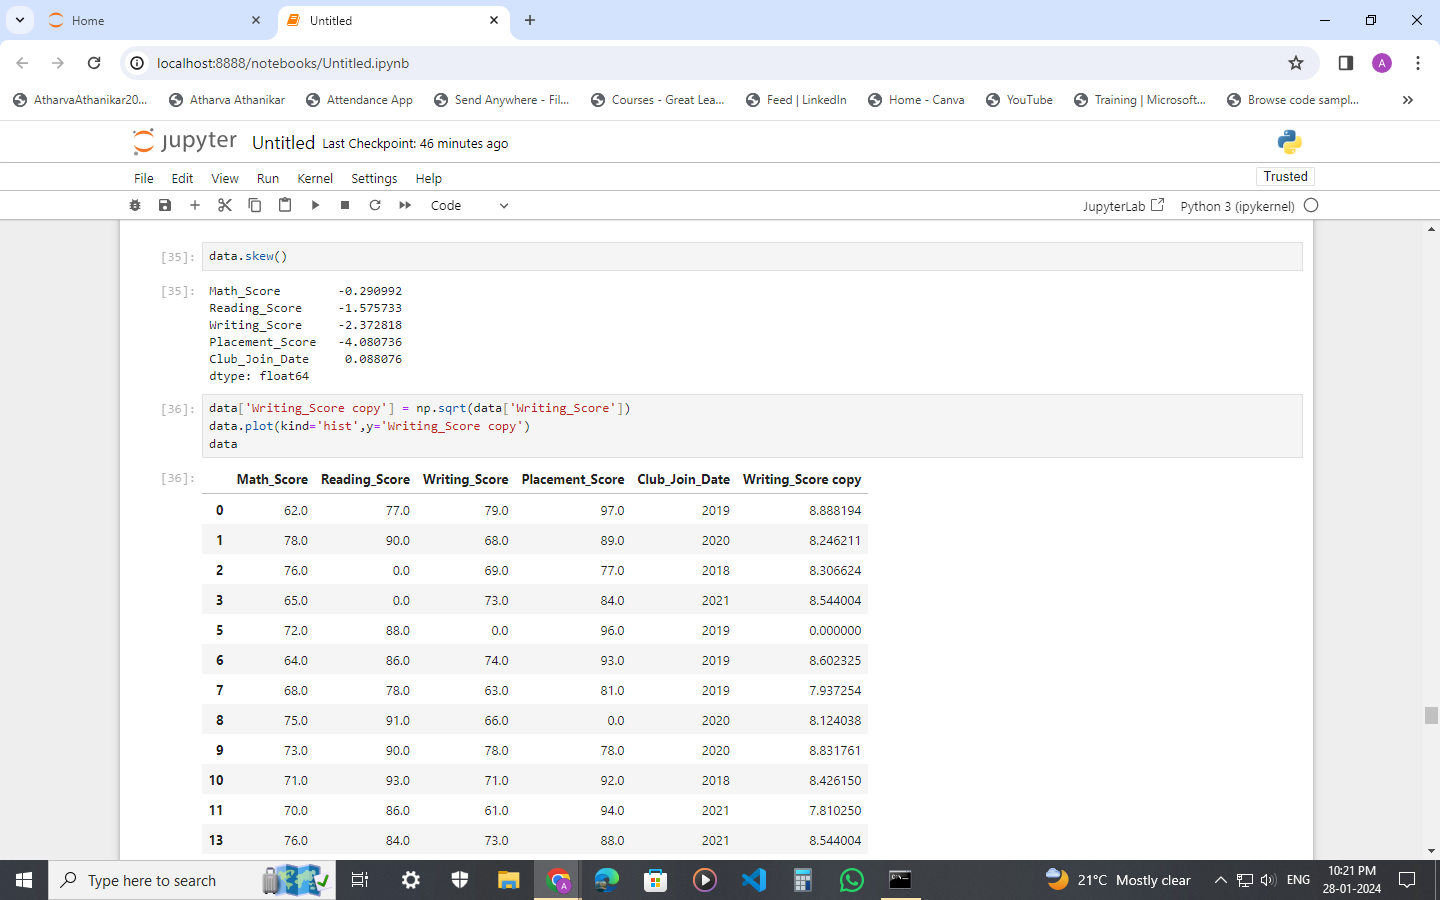 Home
Untitled
localhost:8888/notebooks/Untitled.ipynb
A
AtharvaAthanikar20...
Atharva Athanikar
Attendance App
Send Anywhere - Fil...
Courses - Great Lea...
Feed | LinkedIn
Home - Canva
YouTube
Training | Microsoft...
Browse code sampl...
jupyter Untitled Last Checkpoint: 46 minutes ago
File Edit View Run Kernel Settings Help
Trusted
Code
JupyterLab
Python 3 (ipykernel)
[35]: data.skew()
[35]: Math_Score -0.290992
Reading_Score -1.575733
Writing_Score -2.372818
Placement_Score -4.080736
Club_Join_Date 0.088076
dtype: float64
[36]: data['Writing_Score copy'] = np.sqrt(data['Writing_Score'])
data.plot(kind='hist',y='Writing_Score copy')
data
[36]: Math_Score Reading_Score Writing_Score Placement_Score Club_Join_Date Writing_Score copy
0 62.0 77.0 79.0 97.0 2019 8.888194
1 78.0 90.0 68.0 89.0 2020 8.246211
2 76.0 0.0 69.0 77.0 2018 8.306624
3 65.0 0.0 73.0 84.0 2021 8.544004
5 72.0 88.0 0.0 96.0 2019 0.000000
6 64.0 86.0 74.0 93.0 2019 8.602325
7 68.0 78.0 63.0 81.0 2019 7.937254
8 75.0 91.0 66.0 0.0 2020 8.124038
9 73.0 90.0 78.0 78.0 2020 8.831761
10 71.0 93.0 71.0 92.0 2018 8.426150
11 70.0 86.0 61.0 94.0 2021 7.810250
13 76.0 84.0 73.0 88.0 2021 8.544004
Type here to search
A
21°C Mostly clear
ENG
10:21 PM
28-01-2024